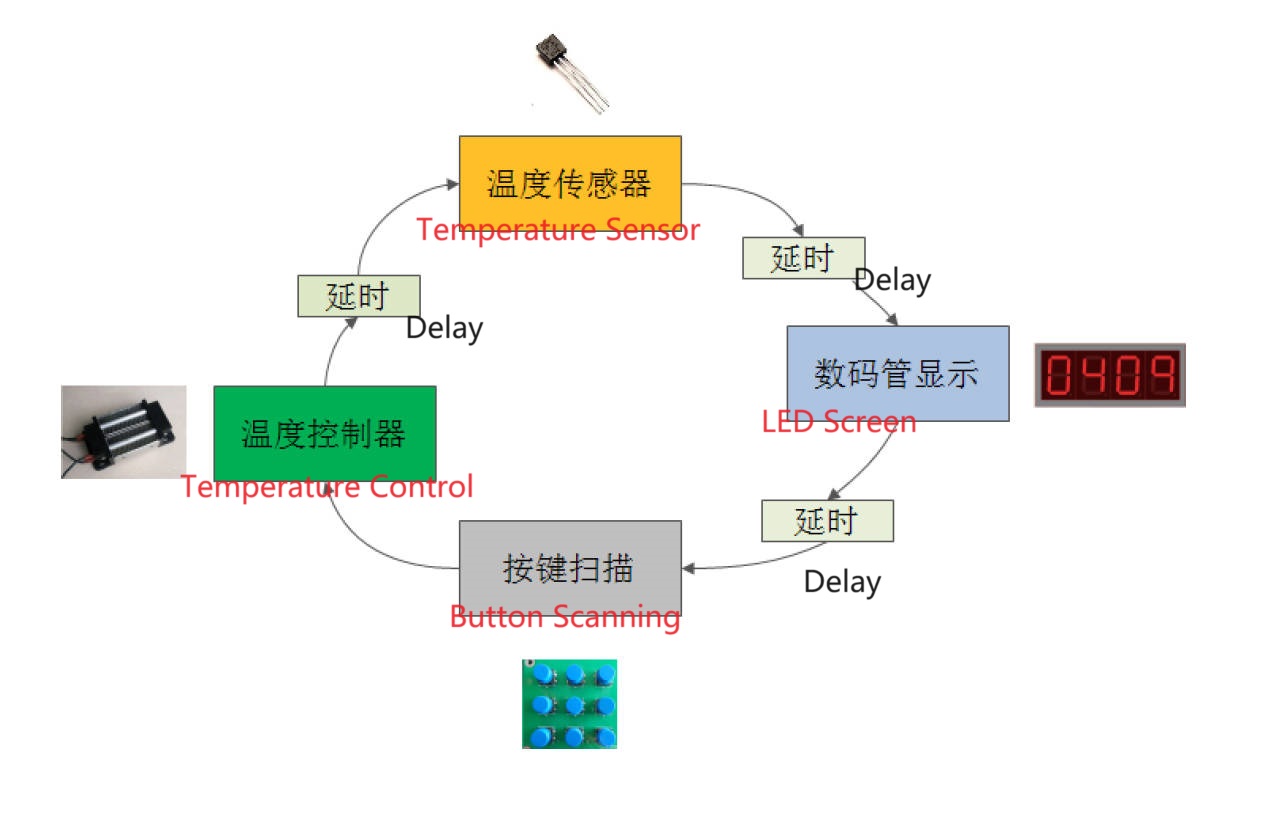 温度传感器
Temperature Sensor
延时
Delay
延时
Delay
数码管显示
0409
LED Screen
温度控制器
Temperature Control
延时
Delay
按键扫描
Button Scanning